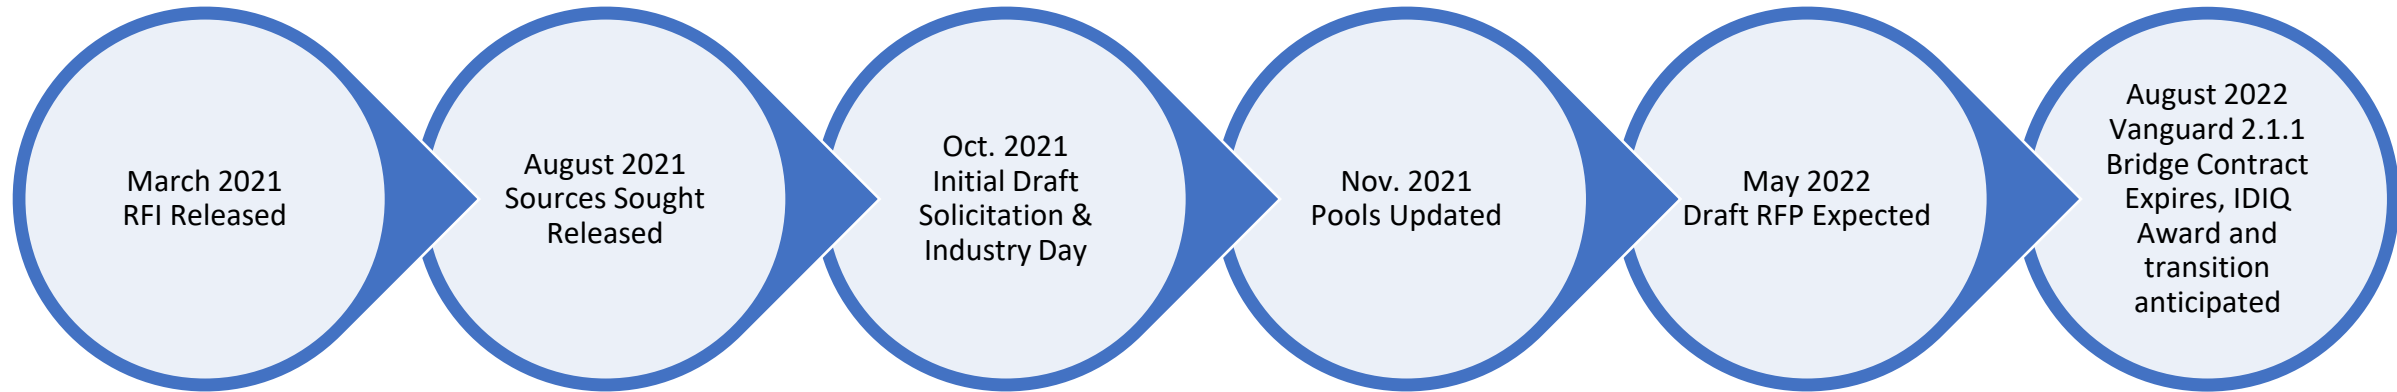 March 2021
RFI Released
August 2021
Sources Sought
Released
Oct. 2021
Initial Draft
Solicitation &
Industry Day
Nov. 2021
Pools Updated
May 2022
Draft RFP Expected
August 2022
Vanguard 2.1.1
Bridge Contract
Expires, IDIQ
Award and
transition
anticipated